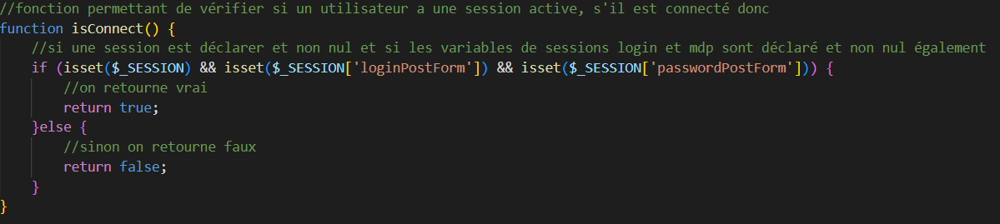 //fonction permettant de vérifier si un utilisateur a une session active, s'il est connecté donc
function isConnect() {
//si une session est déclarer et non nul et si les variables de sessions login et mdp sont déclaré et non nul également
if (isset($_SESSION) && isset($_SESSION['loginPostForm']) && isset($_SESSION['passwordPostForm'])) {
//on retourne vrai
return true;
}else {
//sinon on retourne faux
return false;
}
}